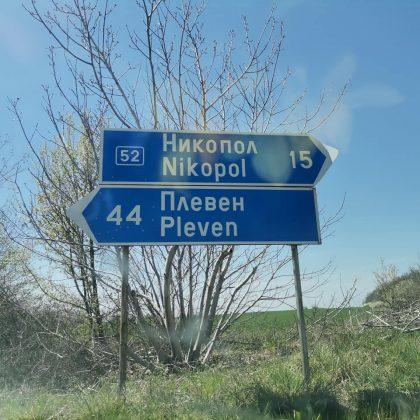 52 Никопол 15
Nikopol
44 Плевен
Pleven